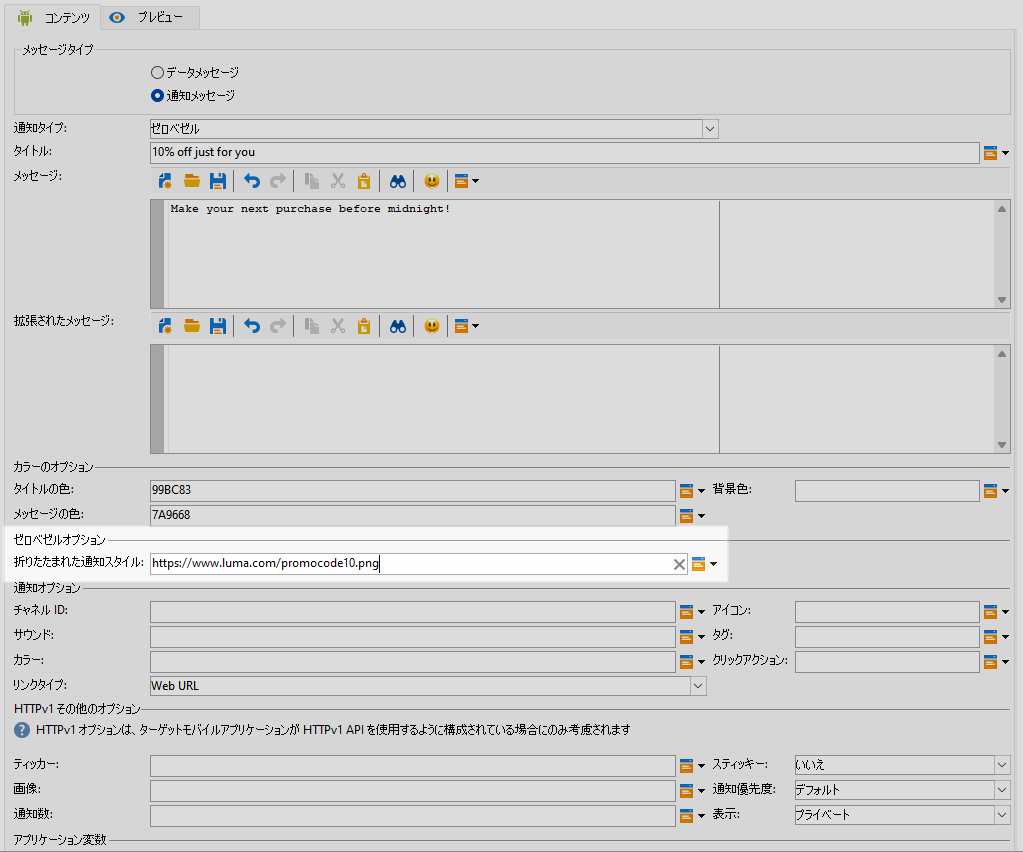 コンテンツ プレビュー
メッセージタイプ
データメッセージ
通知メッセージ
通知タイプ: ゼロベゼル
タイトル: 10% off just for you
メッセージ:
Make your next purchase before midnight!
拡張されたメッセージ:
カラーのオプション
タイトルの色: 99BC83 背景色:
メッセージの色: 7A9668
ゼロベゼルオプション
折りたたまれた通知スタイル: https://www.luma.com/promocode10.png
通知オプション
チャネル ID: アイコン:
サウンド: タグ:
カラー: クリックアクション:
リンクタイプ: Web URL
HTTPv1 その他のオプション
HTTPv1 オプションは、ターゲットモバイルアプリケーションが HTTPv1 API を使用するように構成されている場合にのみ考慮されます
ティッカー: スティッキー: いいえ
画像: 通知優先度: デフォルト
通知数: 表示: プライベート
アプリケーション変数